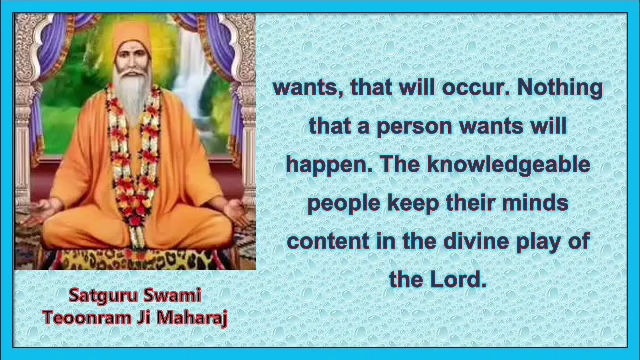 wants, that will occur. Nothing
that a person wants will
happen. The knowledgeable
people keep their minds
content in the divine play of
the Lord.
Satguru Swami
Teoonram Ji Maharaj